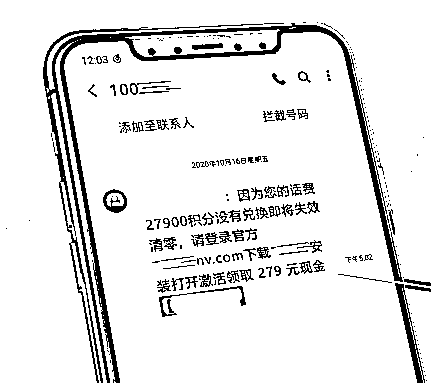 12:03
100
添加至联系人
拦截号码
2020年10月16日星期五
：因为您的话费
27900积分没有兑换即将失效
清零，请登录官方
nv.com下载
安
装打开激活领取 279 元现金
下午5:02